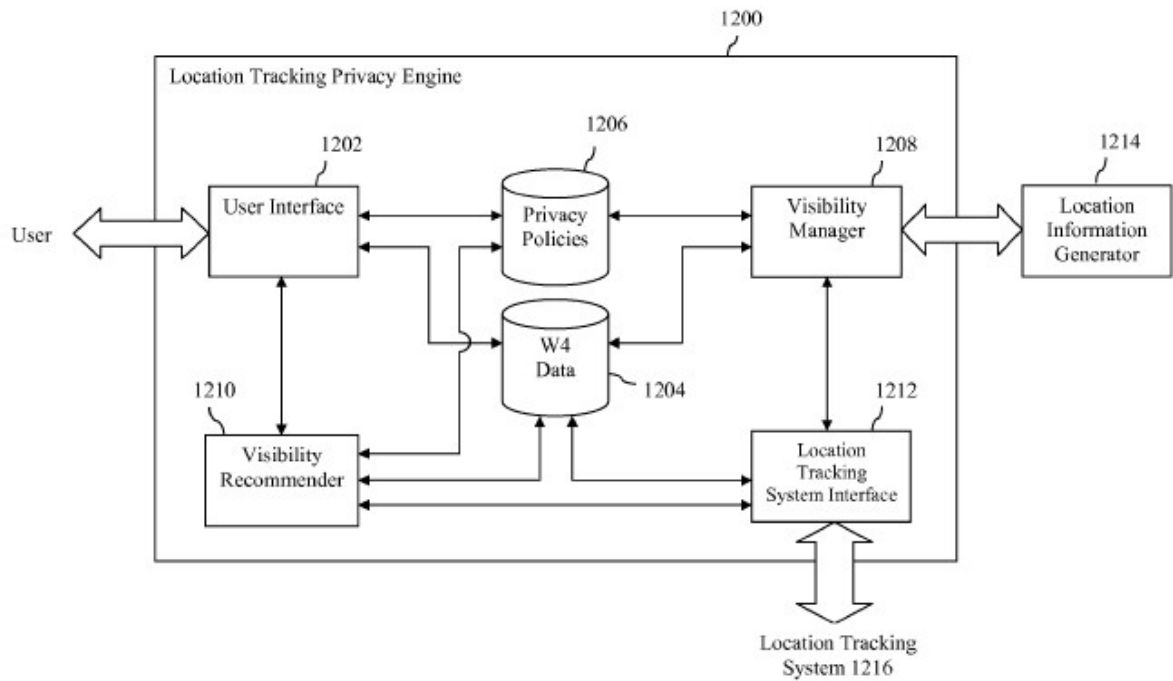 1200
Location Tracking Privacy Engine
1206
1202
1208
1214
User Interface
Privacy
Policies
Visibility
Manager
Location
Information
Generator
User
W4
Data
1204
1210
1212
Visibility
Recommender
Location
Tracking
System Interface
Location Tracking
System 1216